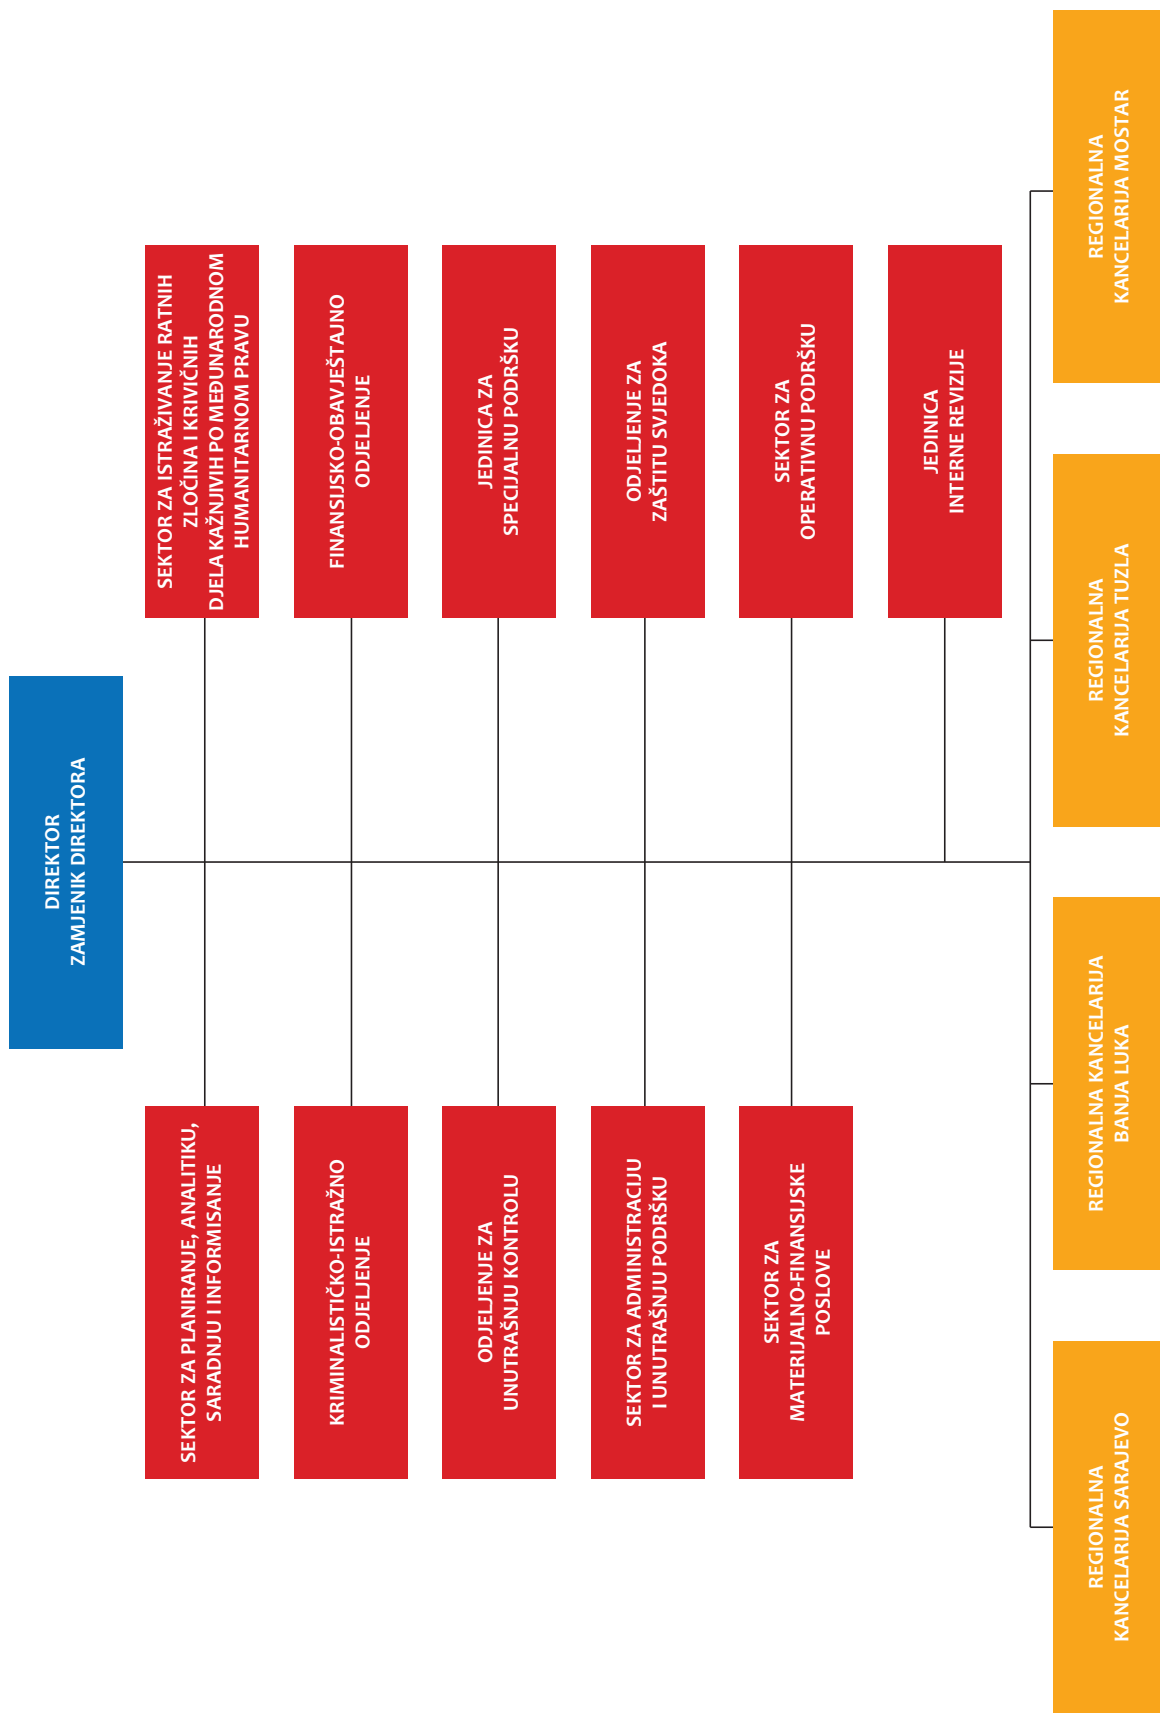 DIREKTOR
ZAMJENIK DIREKTORA
SEKTOR ZA PLANIRANJE, ANALITIKU,
SARADNJU I INFORMISANJE
SEKTOR ZA ISTRAŽIVANJE RATNIH
ZLOČINA I KRIVIČNIH
DJELA KAŽNJIVIH PO MEĐUNARODNOM
HUMANITARNOM PRAVU
KRIMINALISTIČKO-ISTRAŽNO
ODJELJENJE
FINANSIJSKO-OBAVJEŠTAJNO
ODJELJENJE
ODJELJENJE ZA
UNUTRAŠNJU KONTROLU
JEDINICA ZA
SPECIJALNU PODRŠKU
SEKTOR ZA ADMINISTRACIJU
I UNUTRAŠNJU PODRŠKU
ODJELJENJE ZA
ZAŠTITU SVJEDOKA
SEKTOR ZA
MATERIJALNO-FINANSIJSKE
POSLOVE
SEKTOR ZA
OPERATIVNU PODRŠKU
JEDINICA
INTERNE REVIZIJE
REGIONALNA
KANCELARIJA SARAJEVO
REGIONALNA KANCELARIJA
BANJA LUKA
REGIONALNA
KANCELARIJA TUZLA
REGIONALNA
KANCELARIJA MOSTAR